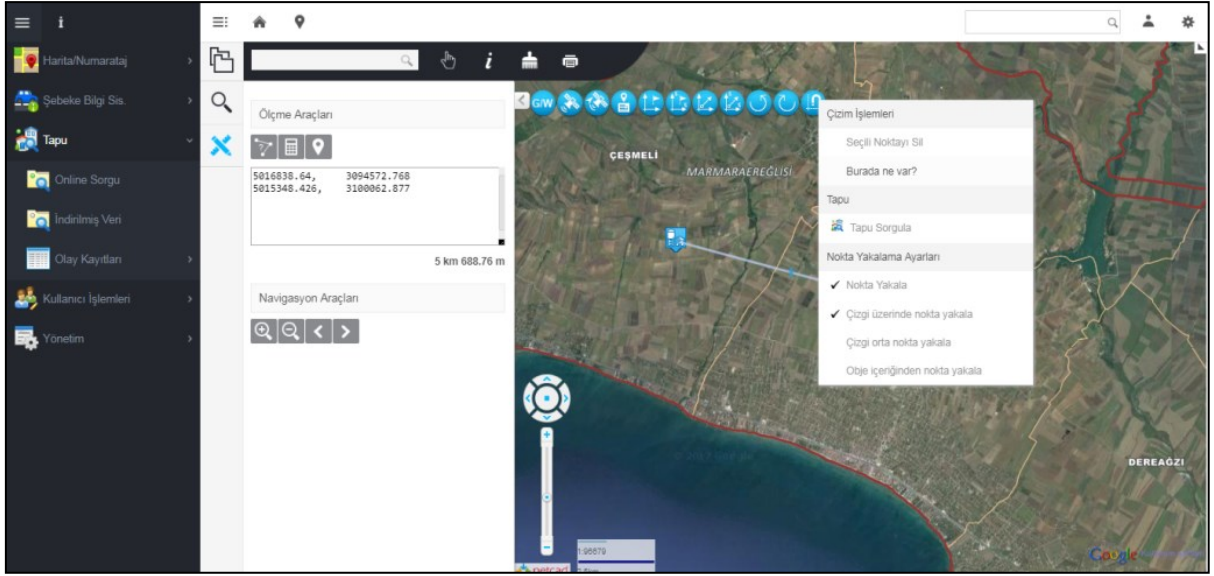 Harita/Numarataj
Şebeke Bilgi Sis.
Tapu
Online Sorgu
İndirilmiş Veri
Olay Kayıtları
Kullanıcı İşlemleri
Yönetim
Ölçme Araçları
5016838.64, 3094572.768
5015348.426, 3100062.877
5 km 688.76 m
Navigasyon Araçları
G/W
ÇEŞMELİ
MARMARAEREĞLİSİ
Çizim İşlemleri
Seçili Noktayı Sil
Burada ne var?
Tapu
Tapu Sorgula
Nokta Yakalama Ayarları
Nokta Yakala
Çizgi üzerinde nokta yakala
Çizgi orta nokta yakala
Obje içeriğinden nokta yakala
DEREAĞZI
1:96679
netcad
Google